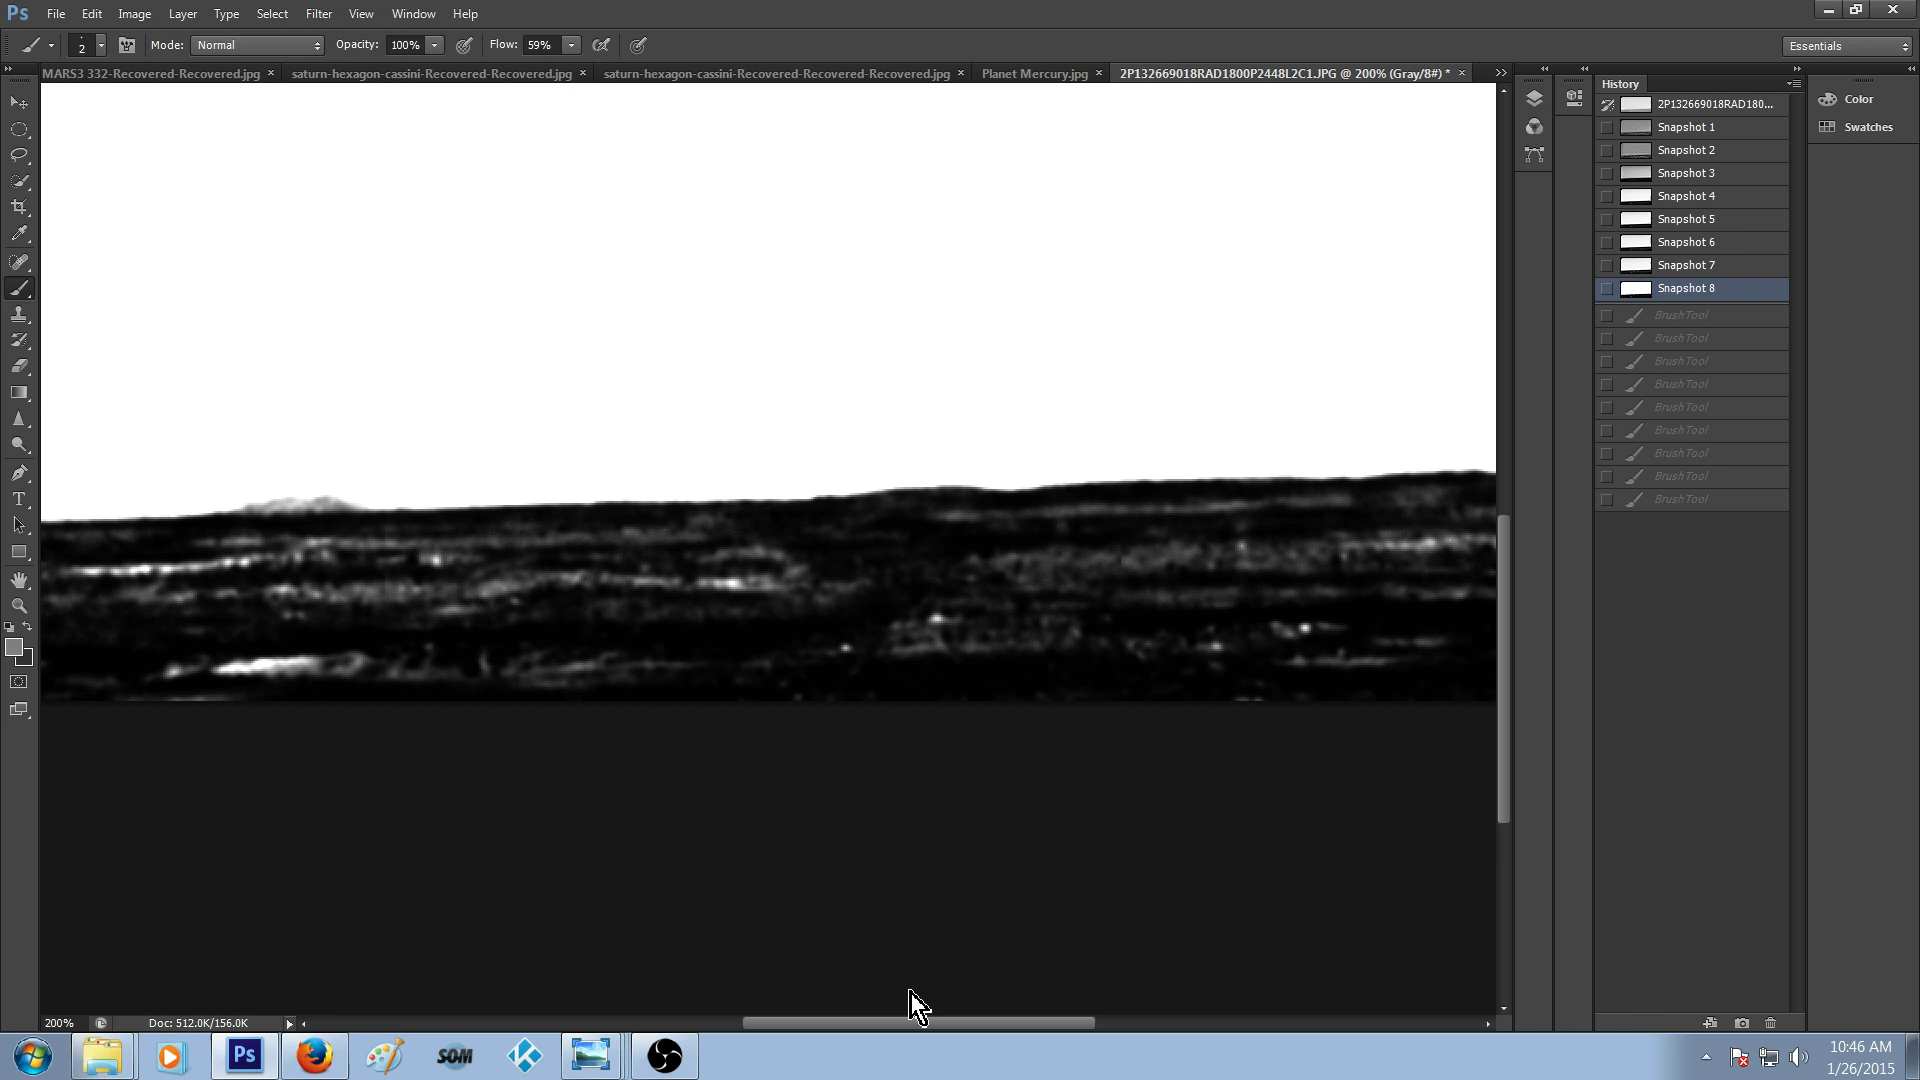 Ps File Edit Image Layer Type Select Filter View Window Help
2 Mode: Normal Opacity: 100% Flow: 59% Essentials
MARS3 332-Recovered-Recovered.jpg × saturn-hexagon-cassini-Recovered-Recovered.jpg × saturn-hexagon-cassini-Recovered-Recovered-Recovered.jpg × Planet Mercury.jpg × 2P132669018RAD1800P2448L2C1.JPG @ 200% (Gray/8#) * ×
History
2P132669018RAD180...
Snapshot 1
Snapshot 2
Snapshot 3
Snapshot 4
Snapshot 5
Snapshot 6
Snapshot 7
Snapshot 8
Brush Tool
Brush Tool
Brush Tool
Brush Tool
Brush Tool
Brush Tool
Brush Tool
Brush Tool
Brush Tool
Color
Swatches
200% Doc: 512.0K/156.0K
Ps SOM
10:46 AM
1/26/2015